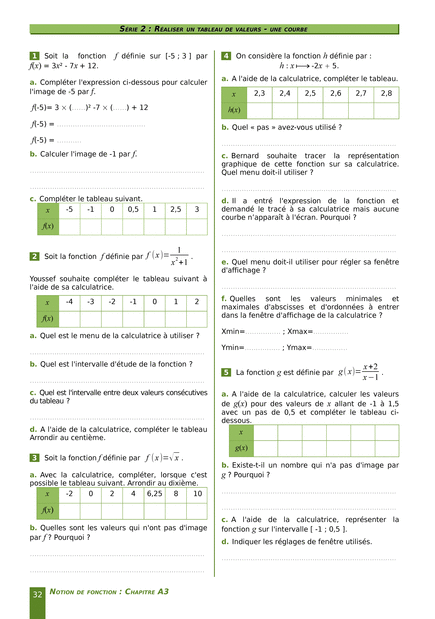 SÉRIE 2 : RÉALISER UN TABLEAU DE VALEURS – UNE COURBE
1 Soit la fonction f définie sur [-5 ; 3 ] par
f(x) = 3x² - 7x + 12.
a. Compléter l'expression ci-dessous pour calculer
l'image de -5 par f.
f(-5)= 3 × (......)² -7 × (......) + 12
f(-5) = ......................................
f(-5) = ...........
b. Calculer l'image de -1 par f.
c. Compléter le tableau suivant.
x -5 -1 0 0,5 1 2,5 3
f(x)
2 Soit la fonction f définie par f(x)=1/(x²+1) .
Youssef souhaite compléter le tableau suivant à
l'aide de sa calculatrice.
x -4 -3 -2 -1 0 1 2
f(x)
a. Quel est le menu de la calculatrice à utiliser ?
b. Quel est l'intervalle d'étude de la fonction ?
c. Quel est l'intervalle entre deux valeurs consécutives
du tableau ?
d. A l'aide de la calculatrice, compléter le tableau
Arrondir au centième.
3 Soit la fonction f définie par f(x)=√x .
a. Avec la calculatrice, compléter, lorsque c'est
possible le tableau suivant. Arrondir au dixième.
x -2 0 2 4 6,25 8 10
f(x)
b. Quelles sont les valeurs qui n'ont pas d'image
par f ? Pourquoi ?
4 On considère la fonction h définie par :
h : x ⟼ -2x + 5.
a. A l'aide de la calculatrice, compléter le tableau.
x 2,3 2,4 2,5 2,6 2,7 2,8
h(x)
b. Quel « pas » avez-vous utilisé ?
c. Bernard souhaite tracer la représentation
graphique de cette fonction sur sa calculatrice.
Quel menu doit-il utiliser ?
d. Il a entré l'expression de la fonction et
demandé le tracé à sa calculatrice mais aucune
courbe n'apparaît à l'écran. Pourquoi ?
e. Quel menu doit-il utiliser pour régler sa fenêtre
d'affichage ?
f. Quelles sont les valeurs minimales et
maximales d'abscisses et d'ordonnées à entrer
dans la fenêtre d'affichage de la calculatrice ?
Xmin=............... ; Xmax=...............
Ymin=............... ; Ymax=...............
5 La fonction g est définie par g(x)=(x+2)/(x−1) .
a. A l'aide de la calculatrice, calculer les valeurs
de g(x) pour des valeurs de x allant de -1 à 1,5
avec un pas de 0,5 et compléter le tableau ci-
dessous.
x
g(x)
b. Existe-t-il un nombre qui n'a pas d'image par
g ? Pourquoi ?
c. A l'aide de la calculatrice, représenter la
fonction g sur l'intervalle [ -1 ; 0,5 ].
d. Indiquer les réglages de fenêtre utilisés.
32 NOTION DE FONCTION : CHAPITRE A3